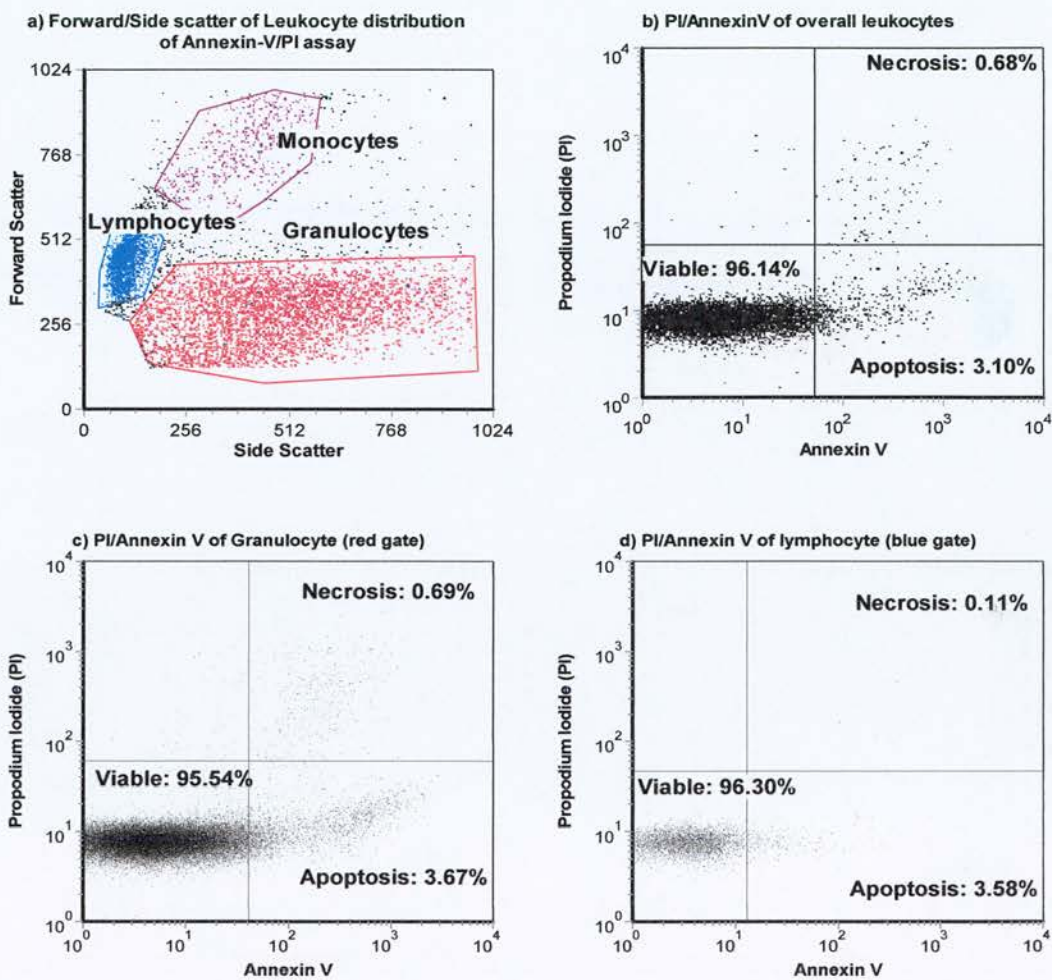 a) Forward/Side scatter of Leukocyte distribution
of Annexin-V/PI assay
1024
768
512
256
0
Forward Scatter
Monocytes
Lymphocytes
Granulocytes
0 256 512 768 1024
Side Scatter
b) PI/AnnexinV of overall leukocytes
10^4
10^3
10^2
10^1
10^0
Propodium Iodide (PI)
Necrosis: 0.68%
Viable: 96.14%
Apoptosis: 3.10%
10^0 10^1 10^2 10^3 10^4
Annexin V
c) PI/Annexin V of Granulocyte (red gate)
10^4
10^3
10^2
10^1
10^0
Propodium Iodide (PI)
Necrosis: 0.69%
Viable: 95.54%
Apoptosis: 3.67%
10^0 10^1 10^2 10^3 10^4
Annexin V
d) PI/Annexin V of lymphocyte (blue gate)
10^4
10^3
10^2
10^1
10^0
Propodium Iodide (PI)
Necrosis: 0.11%
Viable: 96.30%
Apoptosis: 3.58%
10^0 10^1 10^2 10^3 10^4
Annexin V